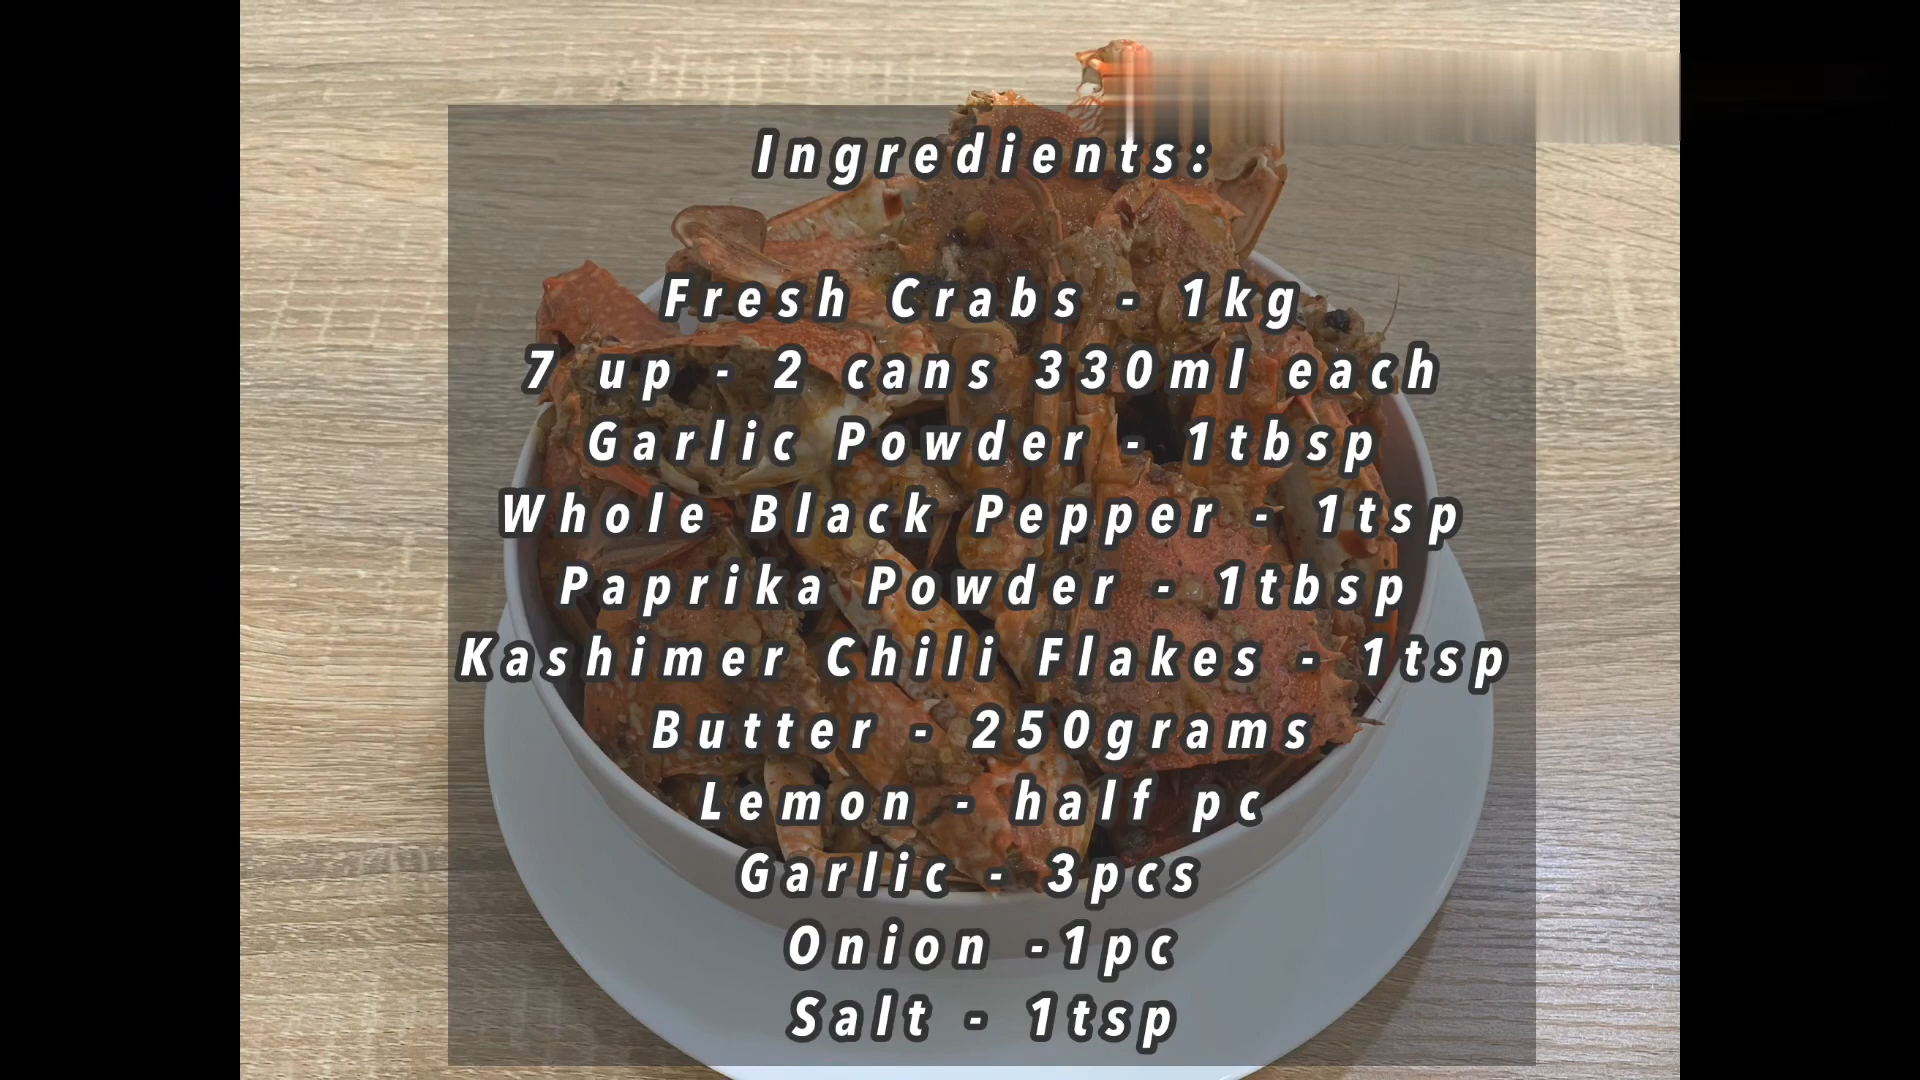 Ingredients:
Fresh Crabs - 1kg
7 up - 2 cans 330ml each
Garlic Powder - 1tbsp
Whole Black Pepper - 1tsp
Paprika Powder - 1tbsp
Kashimer Chili Flakes - 1tsp
Butter - 250grams
Lemon - half pc
Garlic - 3pcs
Onion -1pc
Salt - 1tsp